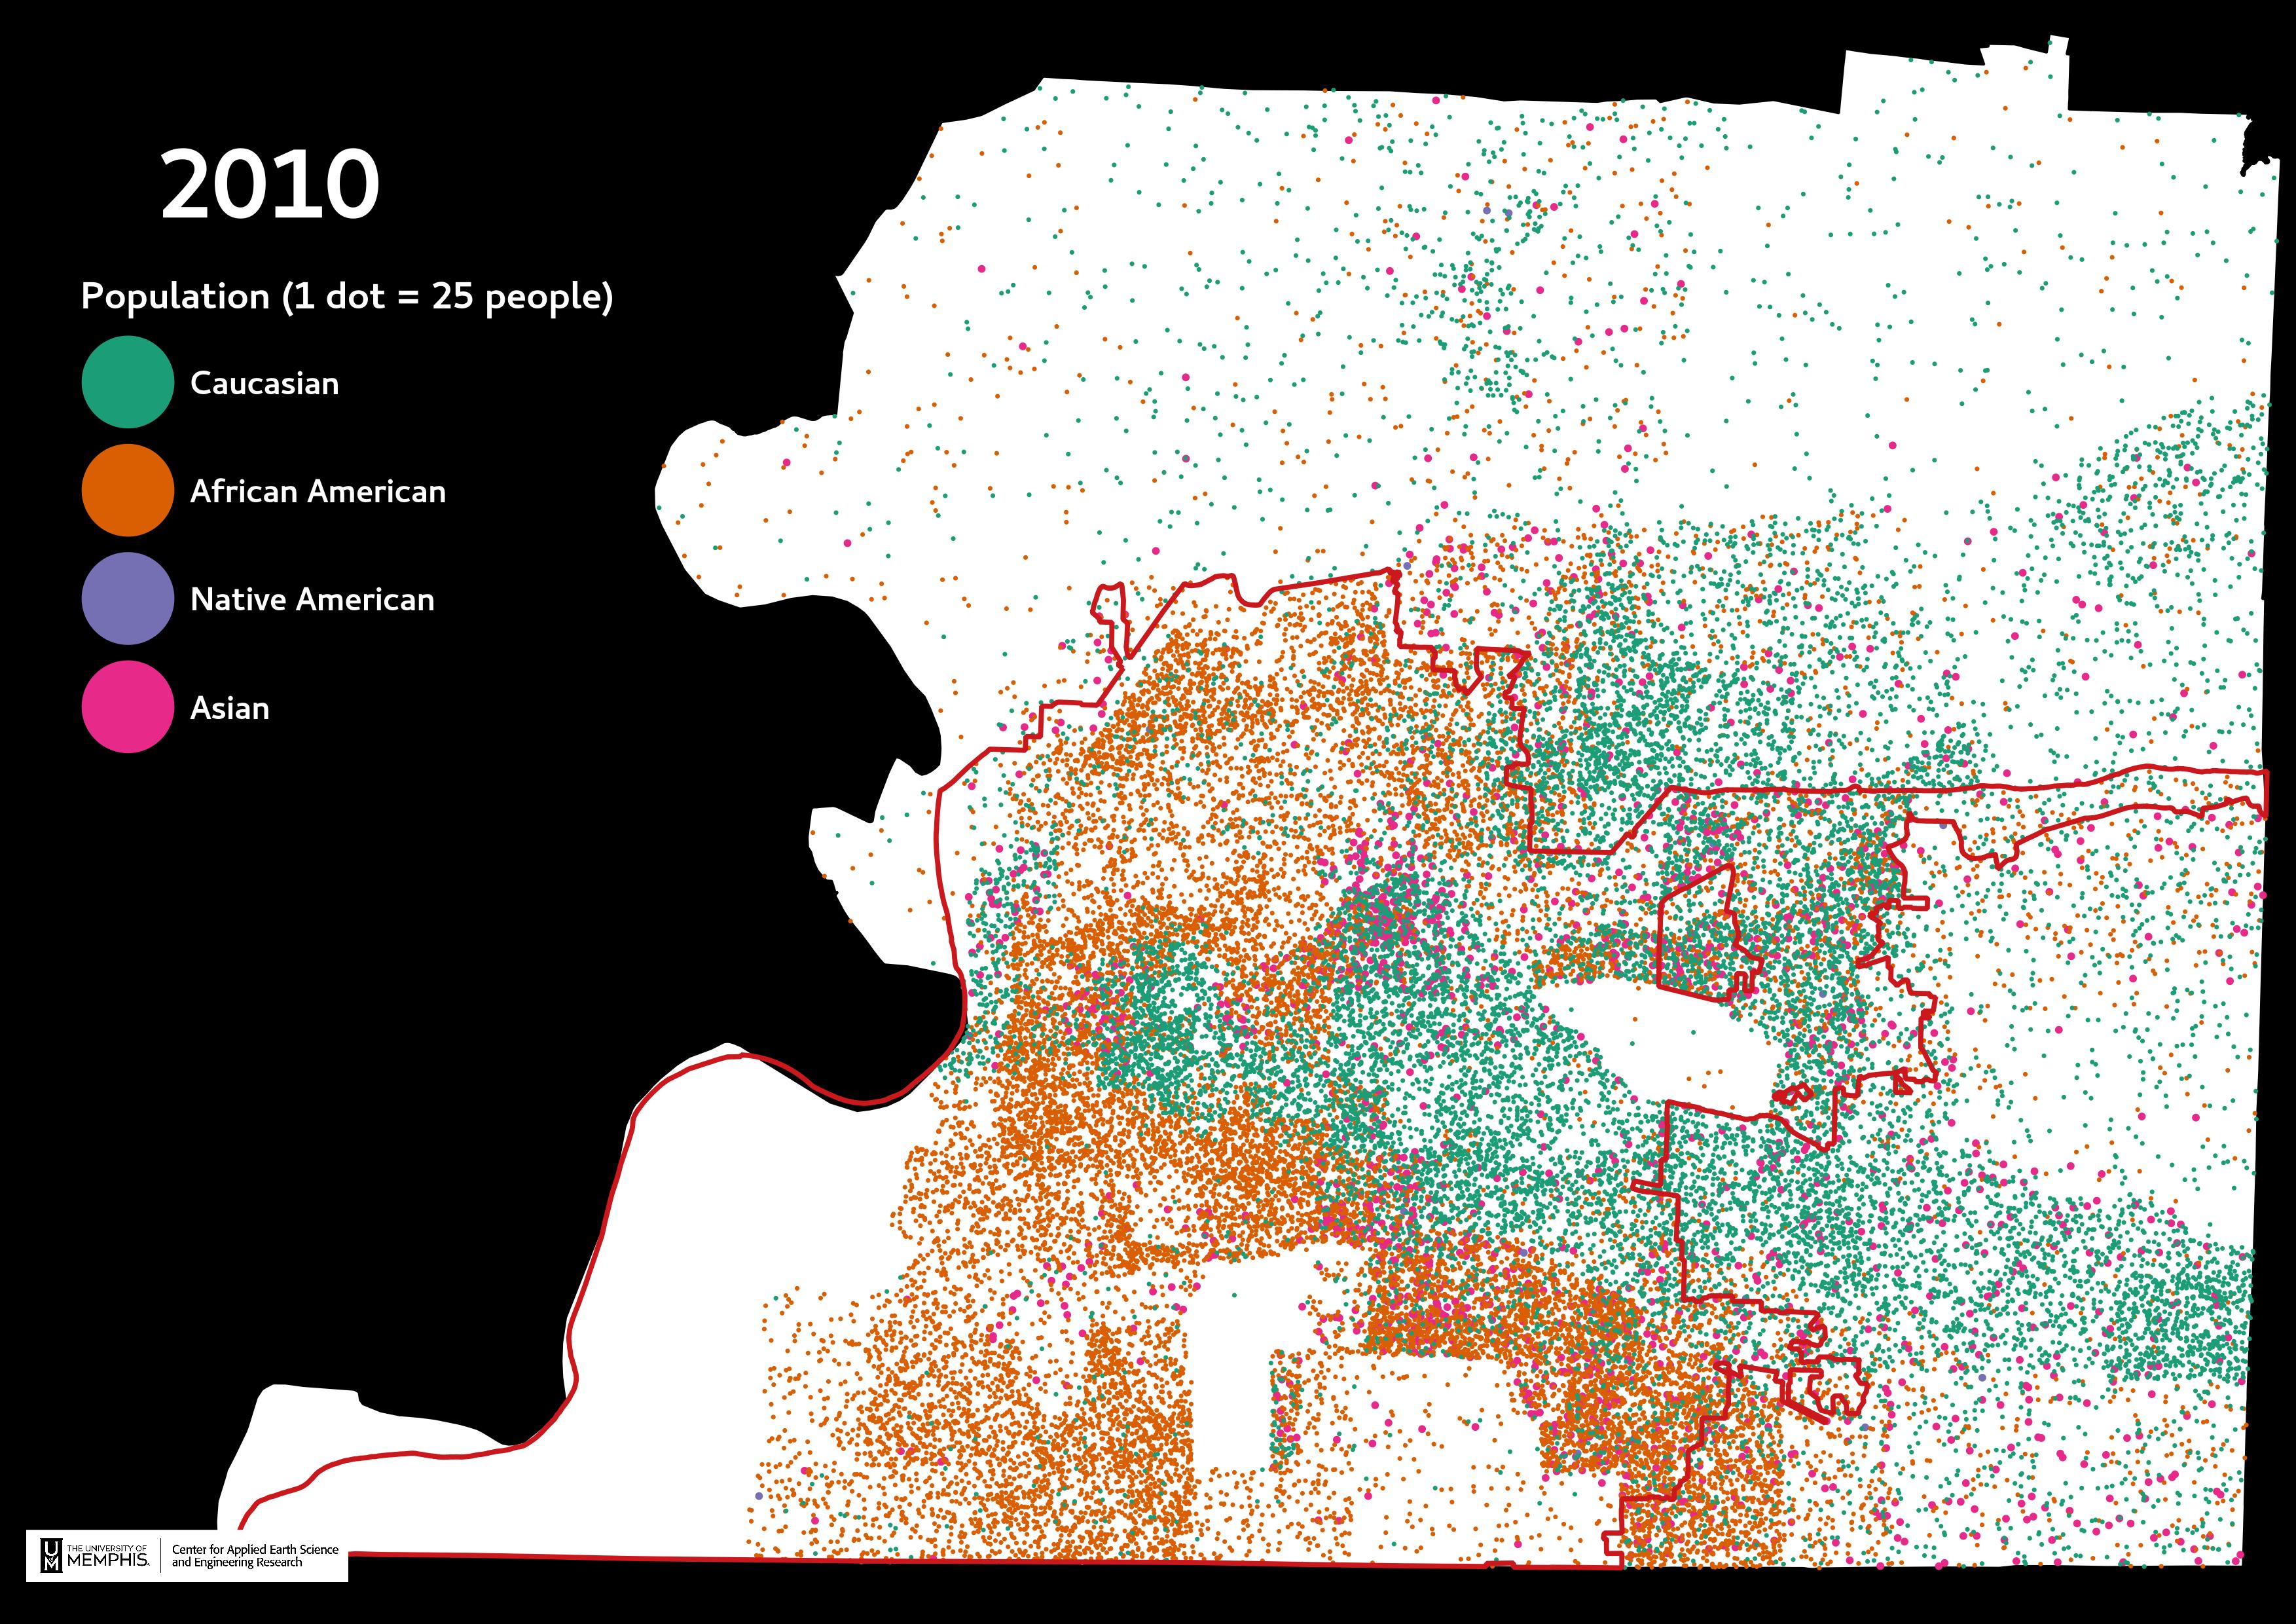 2010
Population (1 dot = 25 people)
Caucasian
African American
Native American
Asian
UM
THE UNIVERSITY OF
MEMPHIS.
Center for Applied Earth Science
and Engineering Research